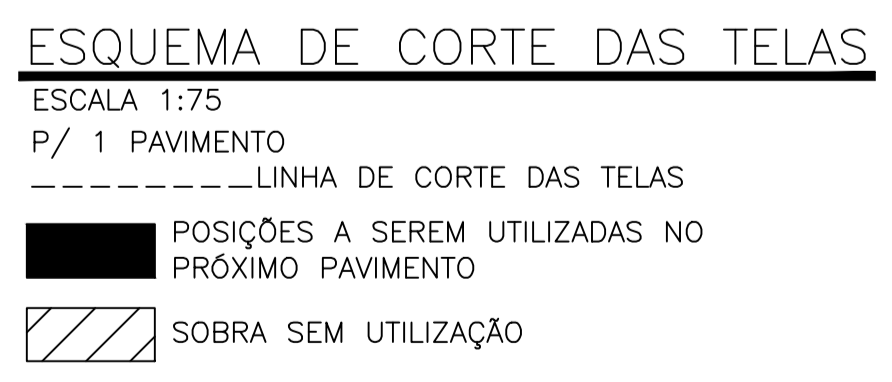 ESQUEMA DE CORTE DAS TELAS
ESCALA 1:75
P/ 1 PAVIMENTO
LINHA DE CORTE DAS TELAS
POSIÇÕES A SEREM UTILIZADAS NO
PRÓXIMO PAVIMENTO
SOBRA SEM UTILIZAÇÃO